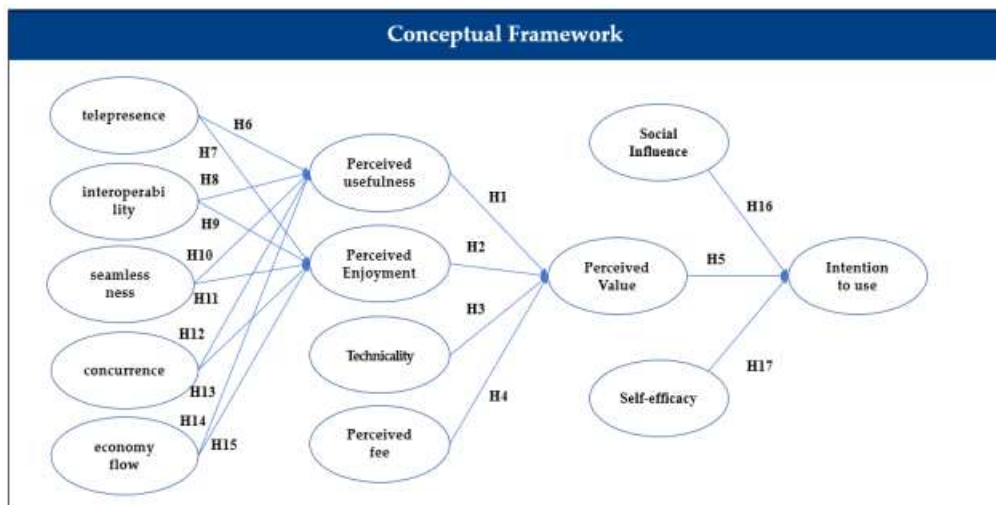 Conceptual Framework
telepresence
interoperabi
lity
seamless
ness
concurrence
economy
flow
H6
H7
H8
H9
H10
H11
H12
H13
H14
H15
Perceived
usefulness
Perceived
Enjoyment
Technicality
Perceived
fee
H1
H2
H3
H4
Perceived
Value
Social
Influence
Self-efficacy
H16
H5
H17
Intention
to use